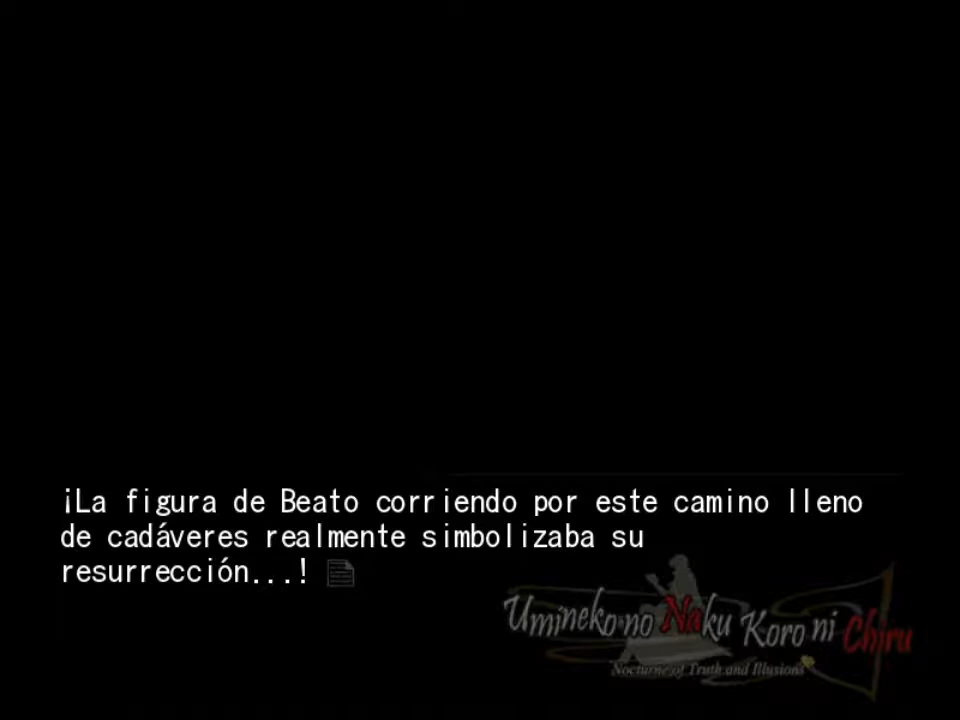 ¡La figura de Beato corriendo por este camino lleno
de cadáveres realmente simbolizaba su
resurrección...!
Umineko no Naku Koro ni Chiru
Nocturne of Truth and Illusions